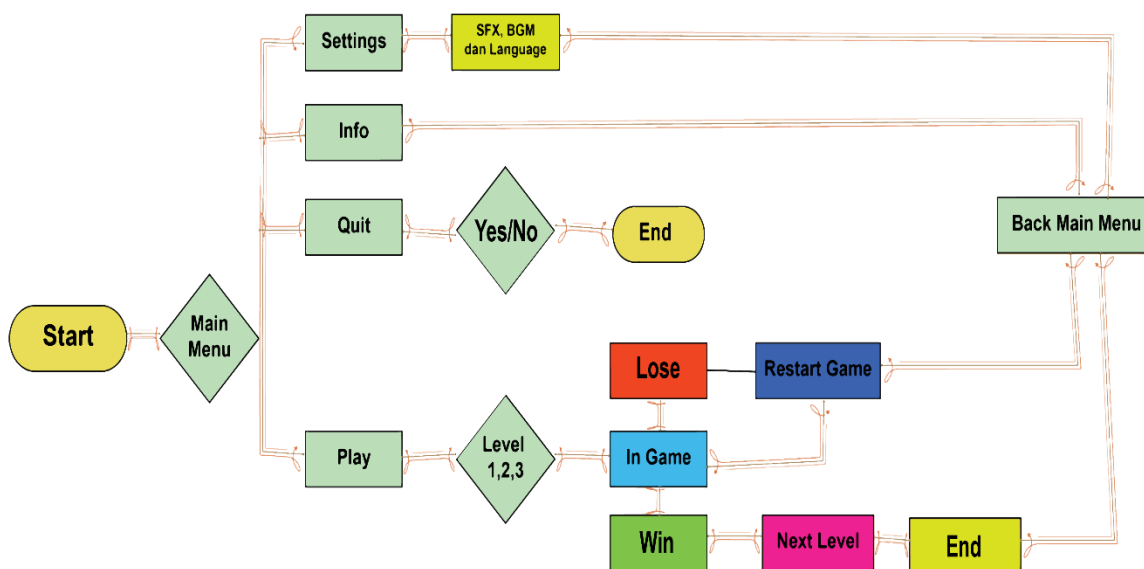 Settings
SFX, BGM
dan Language
Info
Quit
Yes/No
End
Back Main Menu
Start
Main
Menu
Lose
Restart Game
Play
Level
1,2,3
In Game
Win
Next Level
End